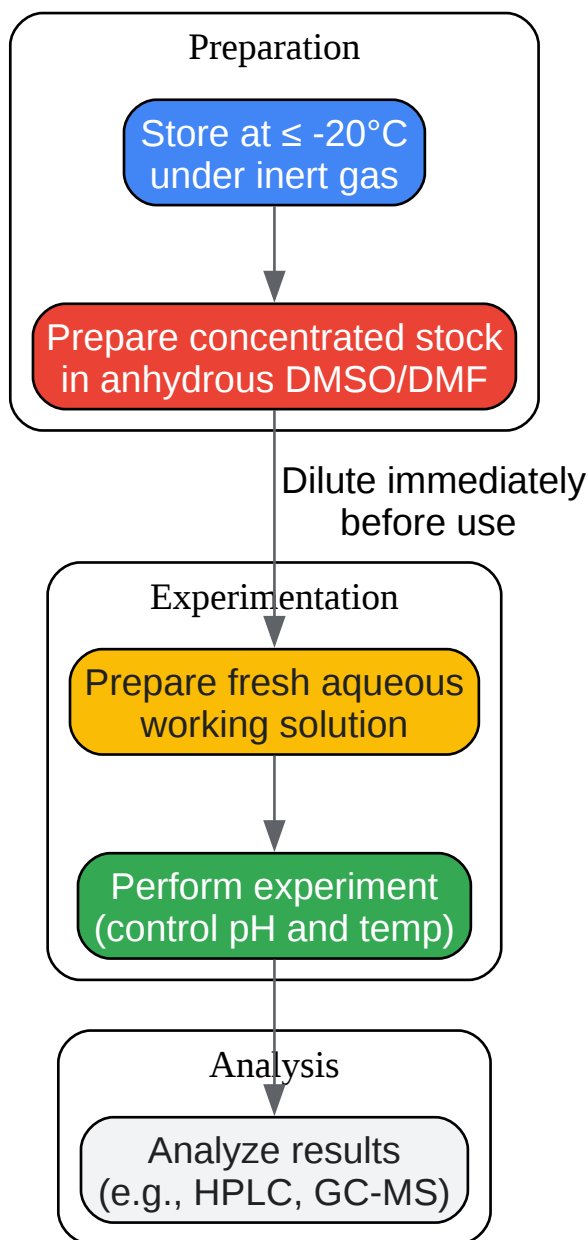 Preparation
Store at ≤ -20°C
under inert gas
Prepare concentrated stock
in anhydrous DMSO/DMF
Dilute immediately
before use
Experimentation
Prepare fresh aqueous
working solution
Perform experiment
(control pH and temp)
Analysis
Analyze results
(e.g., HPLC, GC-MS)